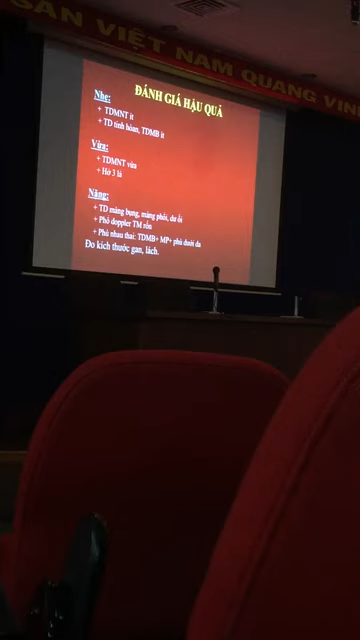 SẢN VIỆT NAM QUANG VINH
ĐÁNH GIÁ HẬU QUẢ
Nhẹ:
+ TDMNT ít
+ TD tinh hoàn, TDMB ít
Vừa:
+ TDMNT vừa
+ Hở 3 lá
Nặng:
+ TD màng bụng, màng phổi, dư ối
+ Phổ doppler TM rốn
+ Phù nhau thai: TDMB+ MP+ phù dưới da
Đo kích thước gan, lách.